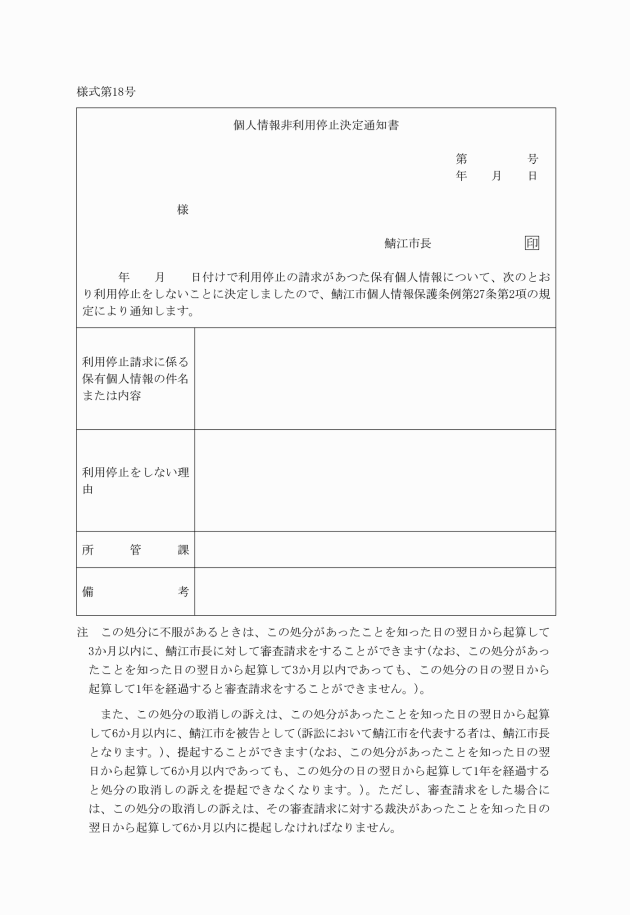 様式第18号
個人情報非利用停止決定通知書
第　　　　　号
年　　月　　日
様
鯖江市長　　　　　　　　印
年　　月　　日付けで利用停止の請求があつた保有個人情報について、次のとお
り利用停止をしないことに決定しましたので、鯖江市個人情報保護条例第27条第2項の規
定により通知します。
利用停止請求に係る
保有個人情報の件名
または内容
利用停止をしない理
由
所　　　管　　　課
備　　　　　　　考
注　この処分に不服があるときは、この処分があったことを知った日の翌日から起算して
3か月以内に、鯖江市長に対して審査請求をすることができます(なお、この処分があっ
たことを知った日の翌日から起算して3か月以内であっても、この処分の日の翌日から
起算して1年を経過すると審査請求をすることができません。)。
また、この処分の取消しの訴えは、この処分があったことを知った日の翌日から起算
して6か月以内に、鯖江市を被告として(訴訟において鯖江市を代表する者は、鯖江市長
となります。)、提起することができます(なお、この処分があったことを知った日の翌
日から起算して6か月以内であっても、この処分の日の翌日から起算して1年を経過する
と処分の取消しの訴えを提起できなくなります。)。ただし、審査請求をした場合に
は、この処分の取消しの訴えは、その審査請求に対する裁決があったことを知った日の
翌日から起算して6か月以内に提起しなければなりません。